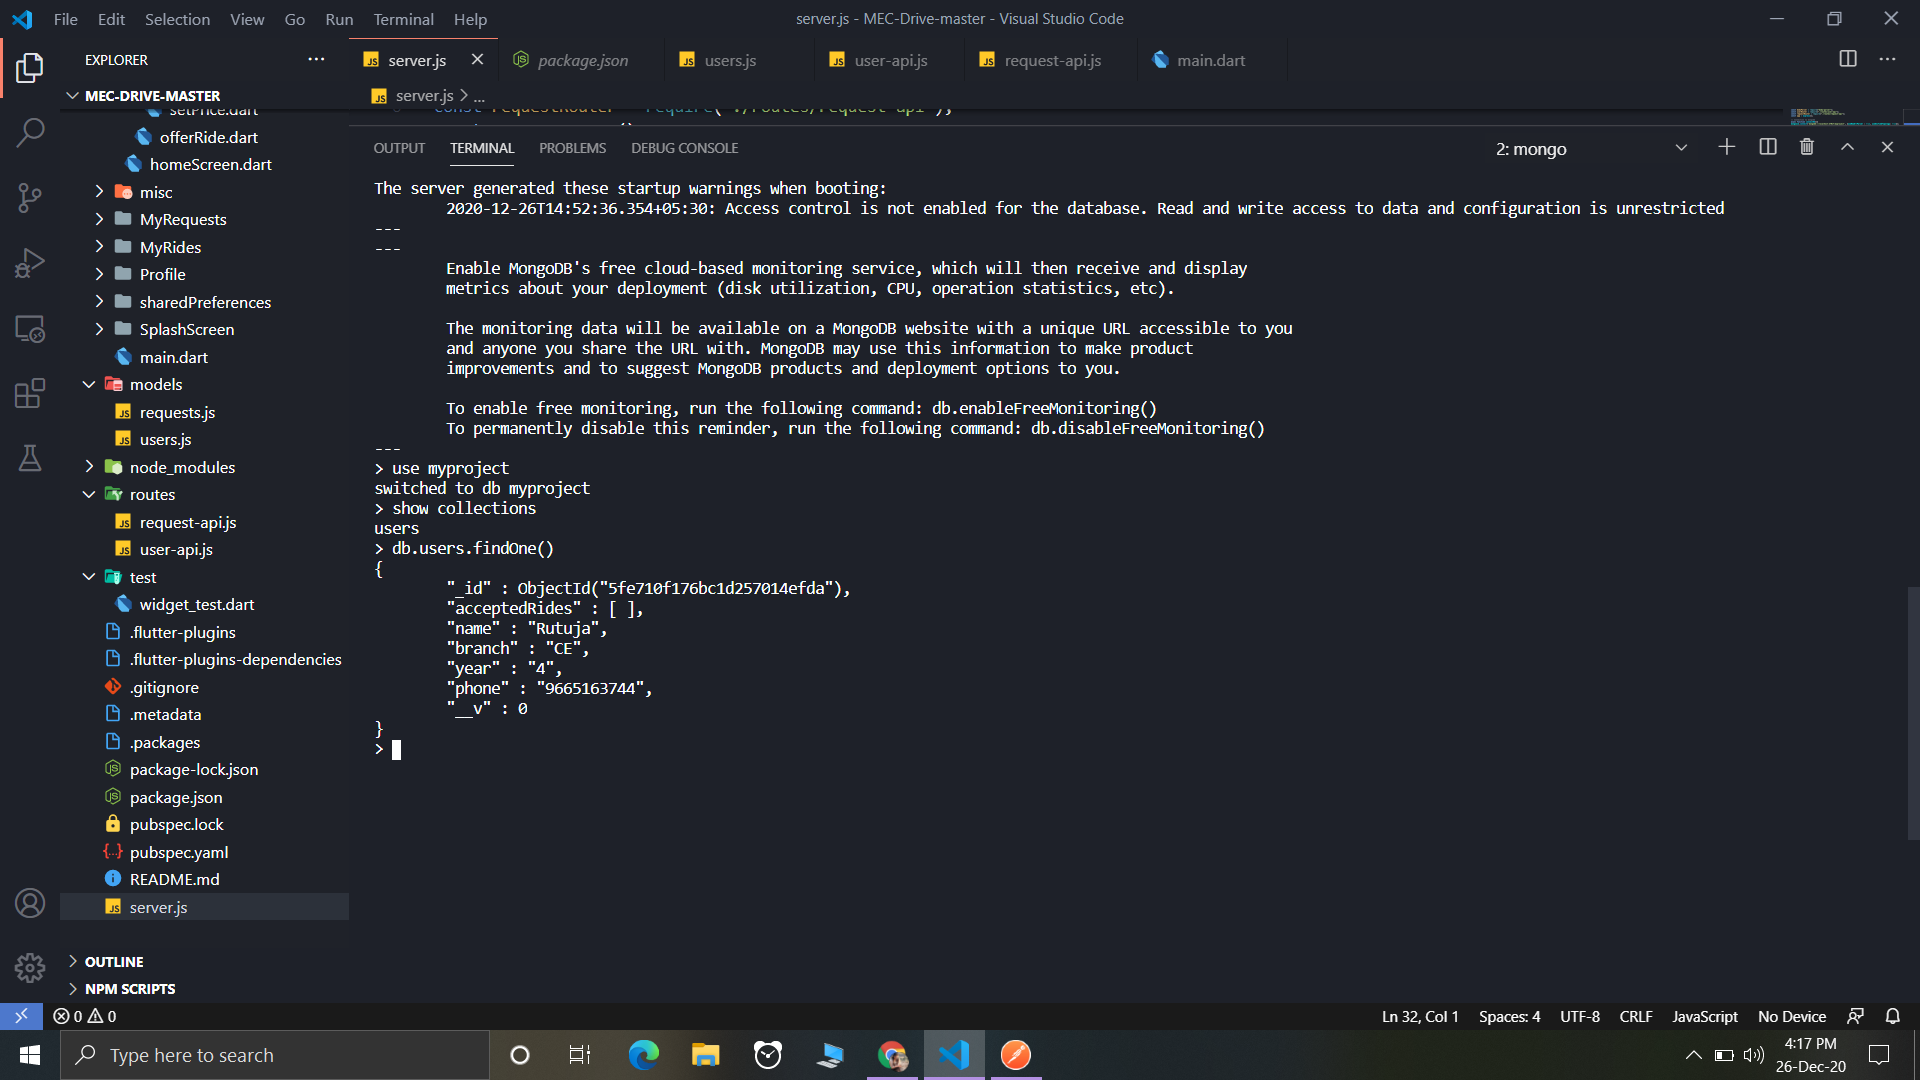 File Edit Selection View Go Run Terminal Help
server.js - MEC-Drive-master - Visual Studio Code
EXPLORER
server.js
package.json
users.js
user-api.js
request-api.js
main.dart
MEC-DRIVE-MASTER
server.js > ...
setPrice.dart
offerRide.dart
homeScreen.dart
misc
MyRequests
MyRides
Profile
sharedPreferences
SplashScreen
main.dart
models
requests.js
users.js
node_modules
routes
request-api.js
user-api.js
test
widget_test.dart
.flutter-plugins
.flutter-plugins-dependencies
.gitignore
.metadata
.packages
package-lock.json
package.json
pubspec.lock
pubspec.yaml
README.md
server.js
OUTLINE
NPM SCRIPTS
const requestRouter = require('./routes/request-api');
OUTPUT TERMINAL PROBLEMS DEBUG CONSOLE
2: mongo
The server generated these startup warnings when booting:
2020-12-26T14:52:36.354+05:30: Access control is not enabled for the database. Read and write access to data and configuration is unrestricted
---
---
Enable MongoDB's free cloud-based monitoring service, which will then receive and display
metrics about your deployment (disk utilization, CPU, operation statistics, etc).
The monitoring data will be available on a MongoDB website with a unique URL accessible to you
and anyone you share the URL with. MongoDB may use this information to make product
improvements and to suggest MongoDB products and deployment options to you.
To enable free monitoring, run the following command: db.enableFreeMonitoring()
To permanently disable this reminder, run the following command: db.disableFreeMonitoring()
---
> use myproject
switched to db myproject
> show collections
users
> db.users.findOne()
{
"_id" : ObjectId("5fe710f176bc1d257014efda"),
"acceptedRides" : [ ],
"name" : "Rutuja",
"branch" : "CE",
"year" : "4",
"phone" : "9665163744",
"__v" : 0
}
>
0 0
Ln 32, Col 1 Spaces: 4 UTF-8 CRLF JavaScript No Device
Type here to search
4:17 PM
26-Dec-20